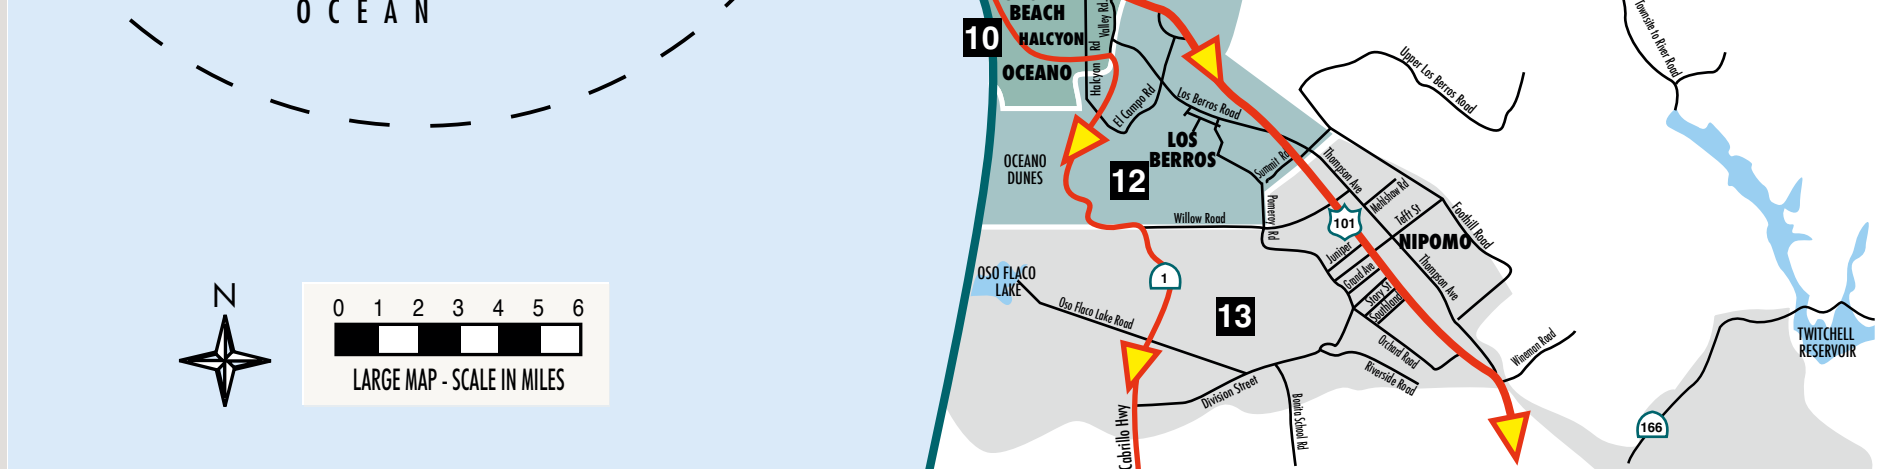 OCEAN
BEACH
HALCYON
OCEANO
10
Valley Rd.
Halcyon Rd
El Campo Rd
Los Berros Road
LOS
BERROS
12
OCEANO
DUNES
Summit Rd
Upper Los Berros Road
Townsite to River Road
Thompson Ave
Mehlshaw Rd
Tefft St
Foothill Road
Willow Road
Pomeroy Rd
101
NIPOMO
Juniper
Grand Ave
Story St
Southland
Thompson Ave
OSO FLACO
LAKE
Oso Flaco Lake Road
1
13
Orchard Road
Riverside Road
Wineman Road
TWITCHELL
RESERVOIR
Division Street
Bonita School Rd
Cabrillo Hwy
166
N
0 1 2 3 4 5 6
LARGE MAP - SCALE IN MILES